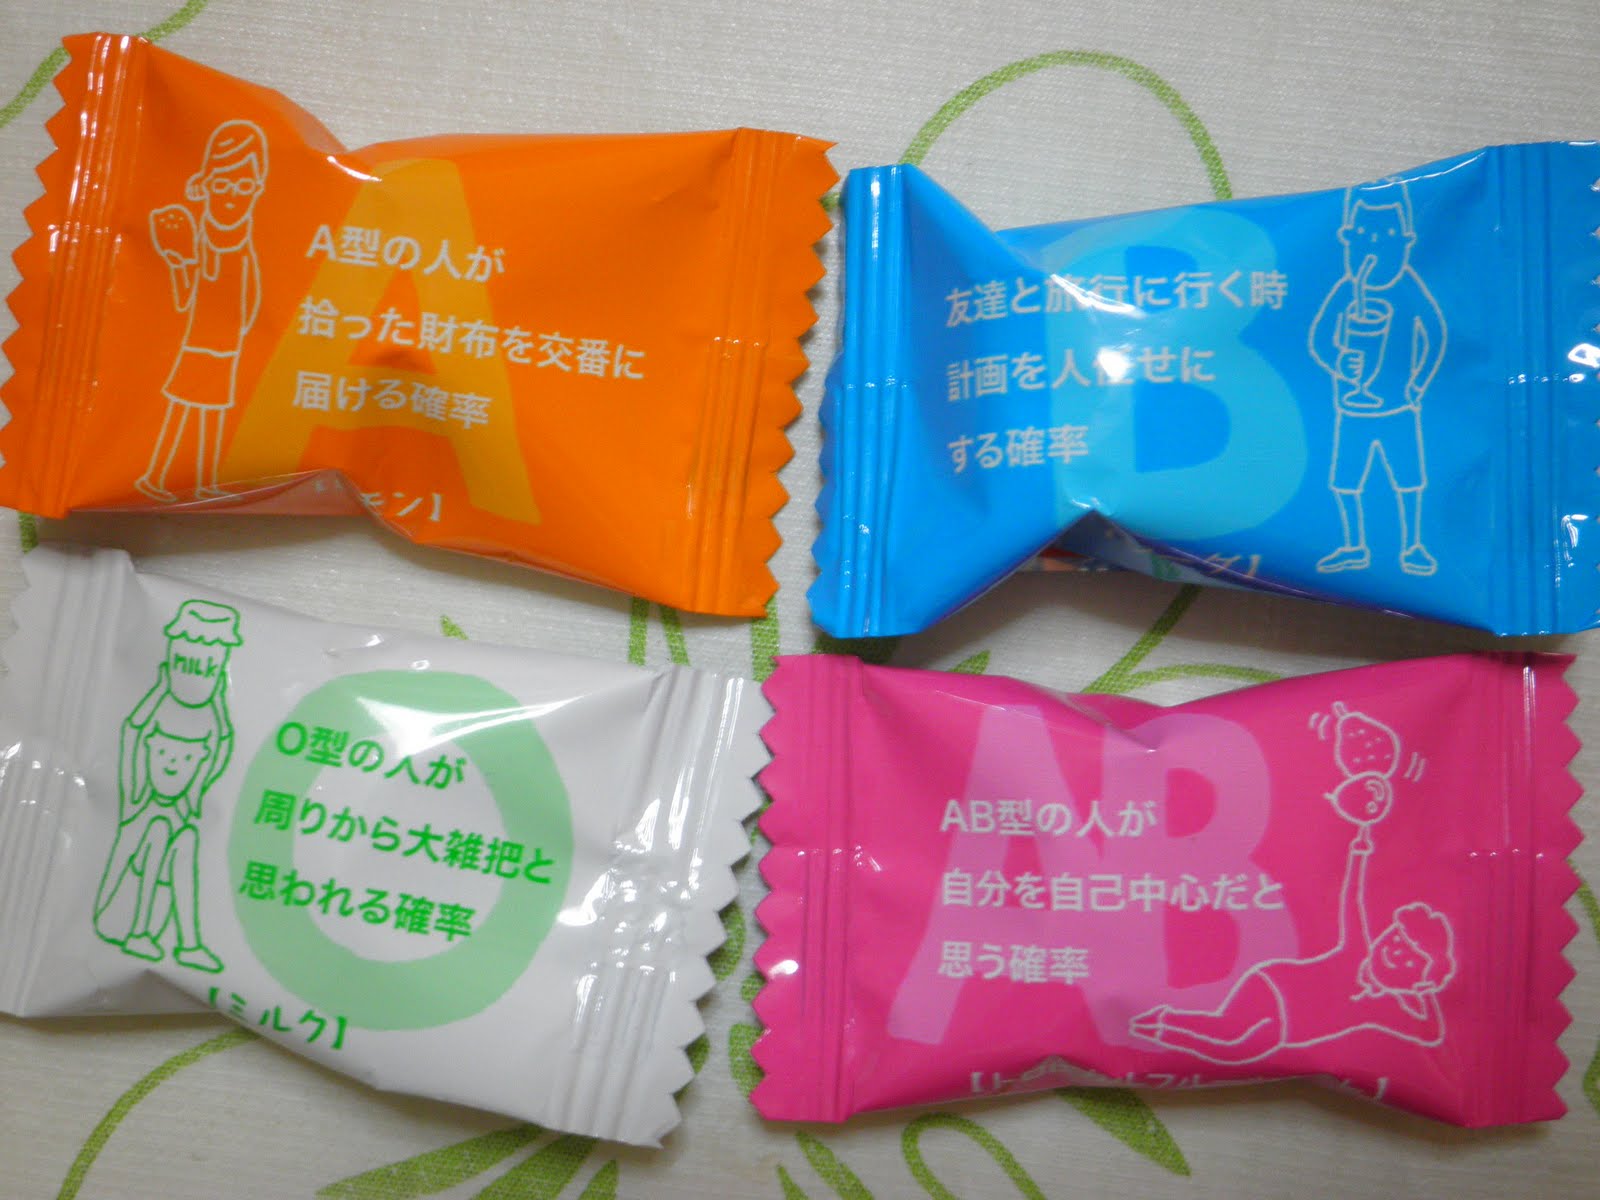 A
A型の人が
拾った財布を交番に
届ける確率
モン】
B
友達と旅行に行く時
計画を人任せに
する確率
MILK
O
O型の人が
周りから大雑把と
思われる確率
【ミルク】
AB
AB型の人が
自分を自己中心だと
思う確率